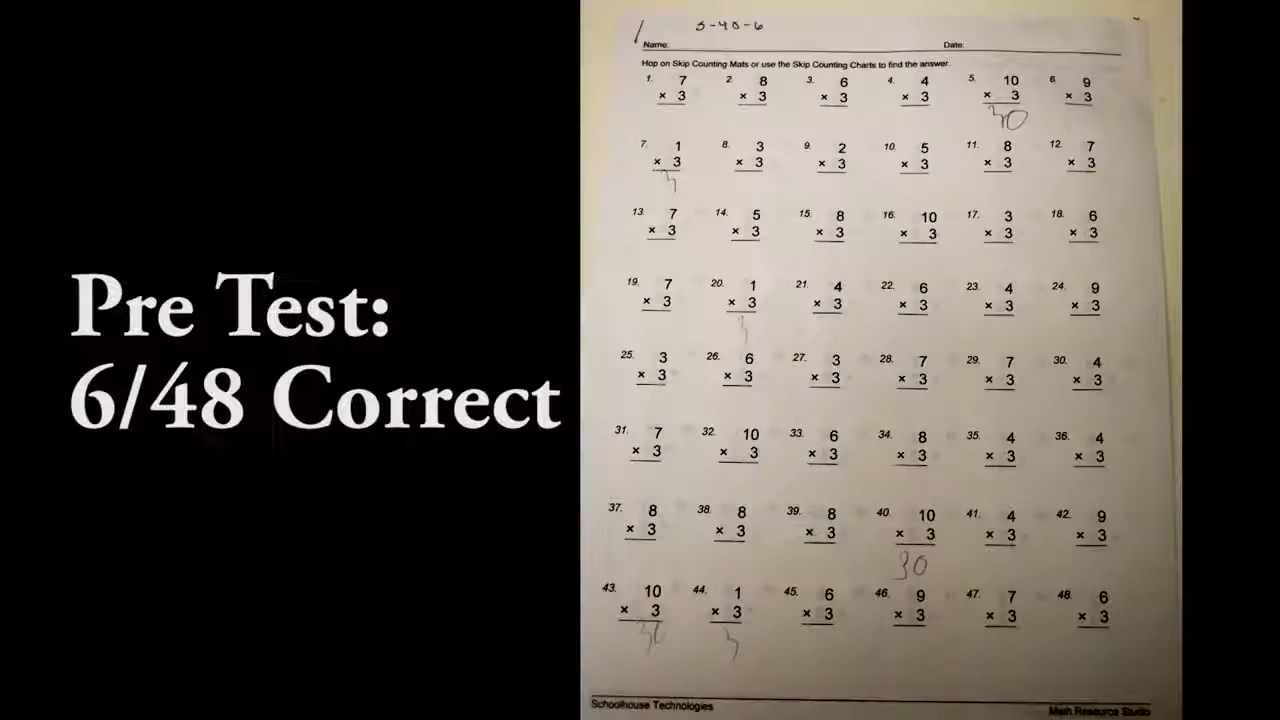 Pre Test:
6/48 Correct
3-40-6
Name: Date:
Hop on Skip Counting Mats or use the Skip Counting Charts to find the answer.
1. 7 2. 8 3. 6 4. 4 5. 10 6. 9
× 3 × 3 × 3 × 3 × 3 × 3
30
7. 1 8. 3 9. 2 10. 5 11. 8 12. 7
× 3 × 3 × 3 × 3 × 3 × 3
3
13. 7 14. 5 15. 8 16. 10 17. 3 18. 6
× 3 × 3 × 3 × 3 × 3 × 3
19. 7 20. 1 21. 4 22. 6 23. 4 24. 9
× 3 × 3 × 3 × 3 × 3 × 3
3
25. 3 26. 6 27. 3 28. 7 29. 7 30. 4
× 3 × 3 × 3 × 3 × 3 × 3
31. 7 32. 10 33. 6 34. 8 35. 4 36. 4
× 3 × 3 × 3 × 3 × 3 × 3
37. 8 38. 8 39. 8 40. 10 41. 4 42. 9
× 3 × 3 × 3 × 3 × 3 × 3
30
43. 10 44. 1 45. 6 46. 9 47. 7 48. 6
× 3 × 3 × 3 × 3 × 3 × 3
30 3
Schoolhouse Technologies Math Resource Studio